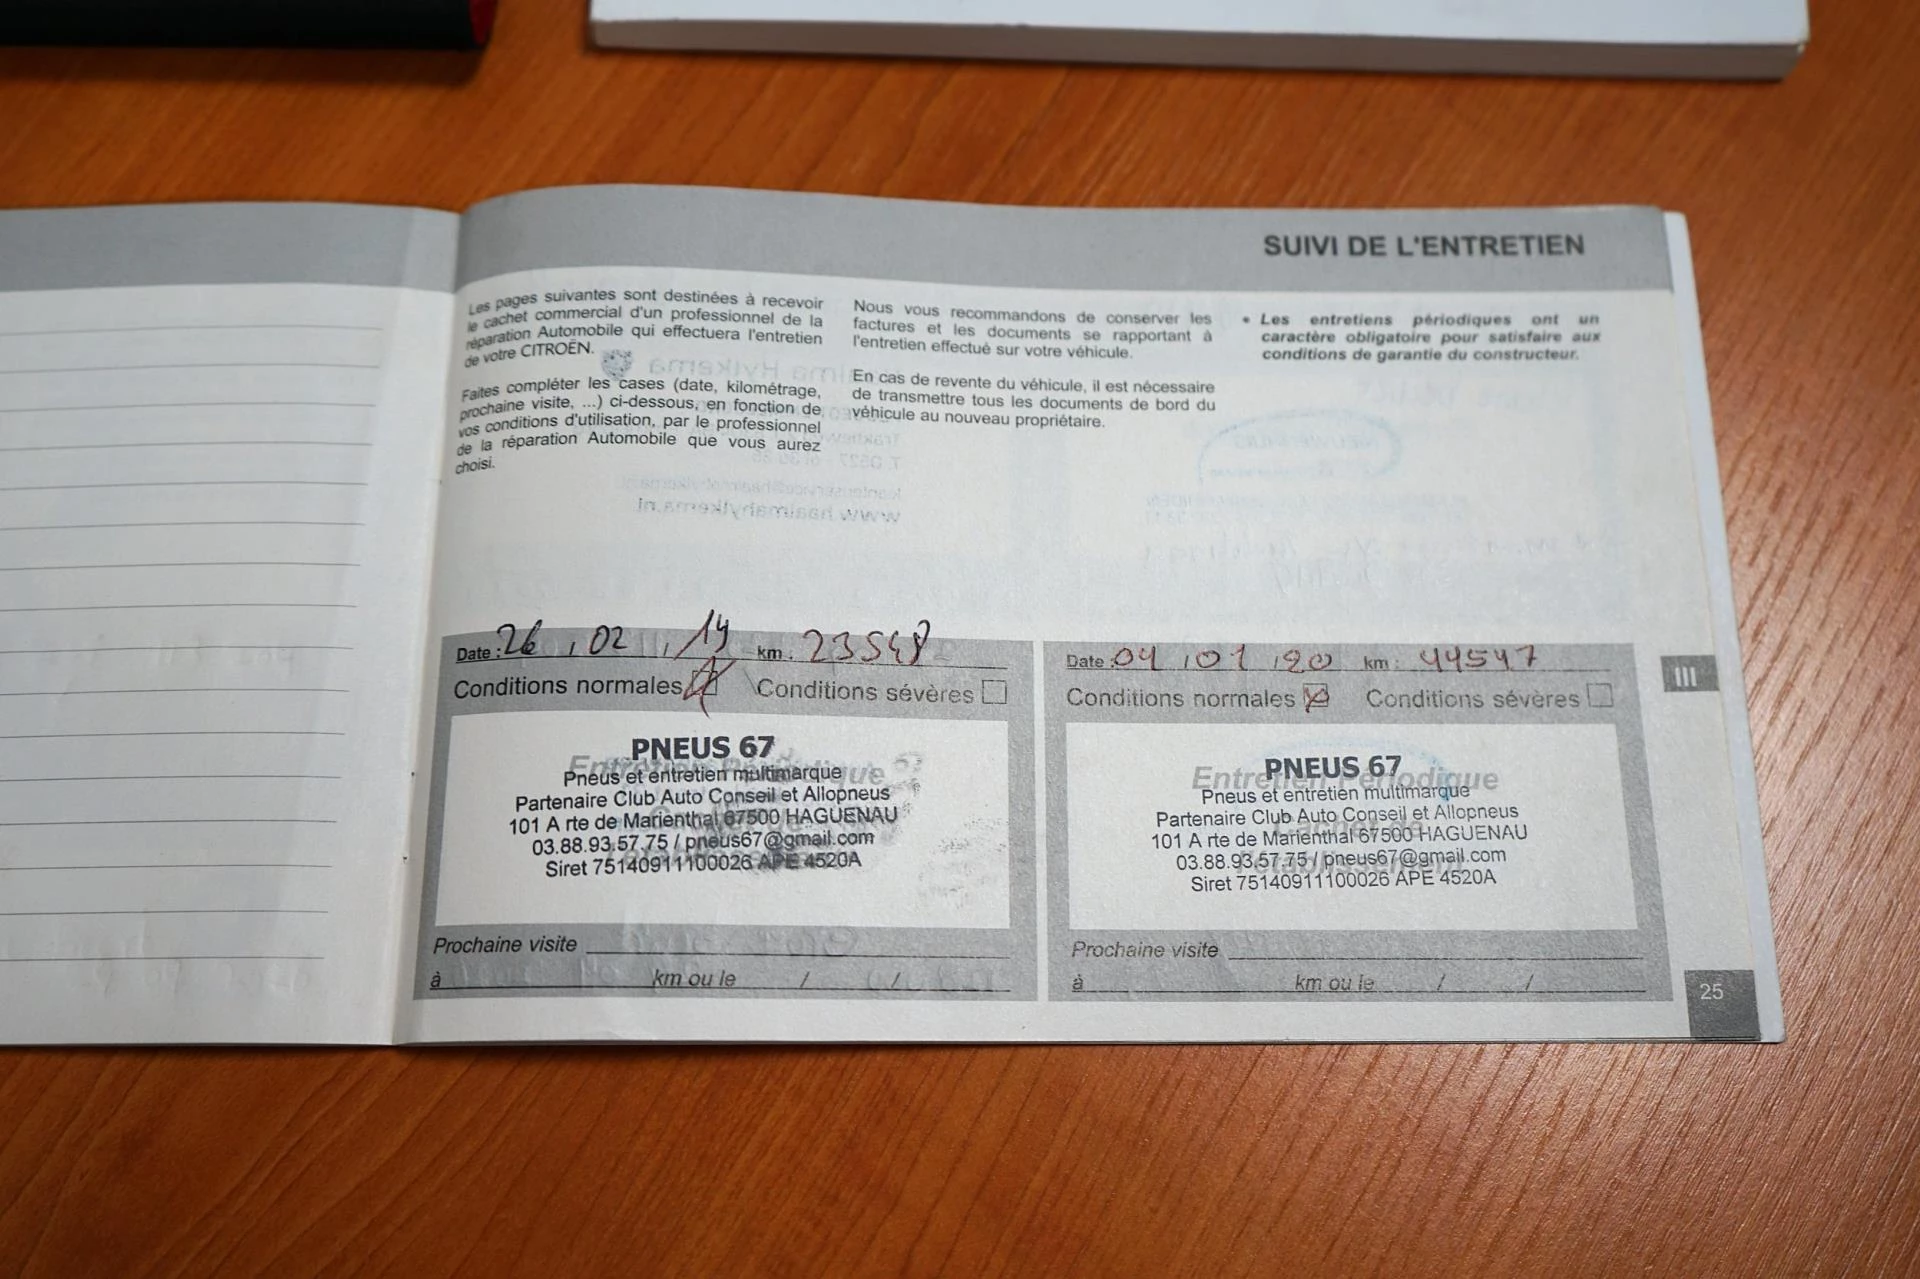 SUIVI DE L'ENTRETIEN
Les pages suivantes sont destinées à recevoir
le cachet commercial d'un professionnel de la
réparation Automobile qui effectuera l'entretien
de votre CITROËN.
Faites compléter les cases (date, kilométrage,
prochaine visite, ...) ci-dessous, en fonction de
vos conditions d'utilisation, par le professionnel
de la réparation Automobile que vous aurez
choisi.
Nous vous recommandons de conserver les
factures et les documents se rapportant à
l'entretien effectué sur votre véhicule.
En cas de revente du véhicule, il est nécessaire
de transmettre tous les documents de bord du
véhicule au nouveau propriétaire.
• Les entretiens périodiques ont un
caractère obligatoire pour satisfaire aux
conditions de garantie du constructeur.
Date : 26 / 02 / 19 km : 23548
Conditions normales Conditions sévères
PNEUS 67
Entretien Périodique
Pneus et entretien multimarque
Partenaire Club Auto Conseil et Allopneus
101 A rte de Marienthal 67500 HAGUENAU
03.88.93.57.75 / pneus67@gmail.com
Siret 75140911100026 APE 4520A
Prochaine visite
à km ou le / /
Date : 04 / 01 / 20 km : 44547
Conditions normales Conditions sévères
PNEUS 67
Entretien Périodique
Pneus et entretien multimarque
Partenaire Club Auto Conseil et Allopneus
Cachet de
101 A rte de Marienthal 67500 HAGUENAU
03.88.93.57.75 / pneus67@gmail.com
l'établissement
Siret 75140911100026 APE 4520A
Prochaine visite
à km ou le / /
III
25